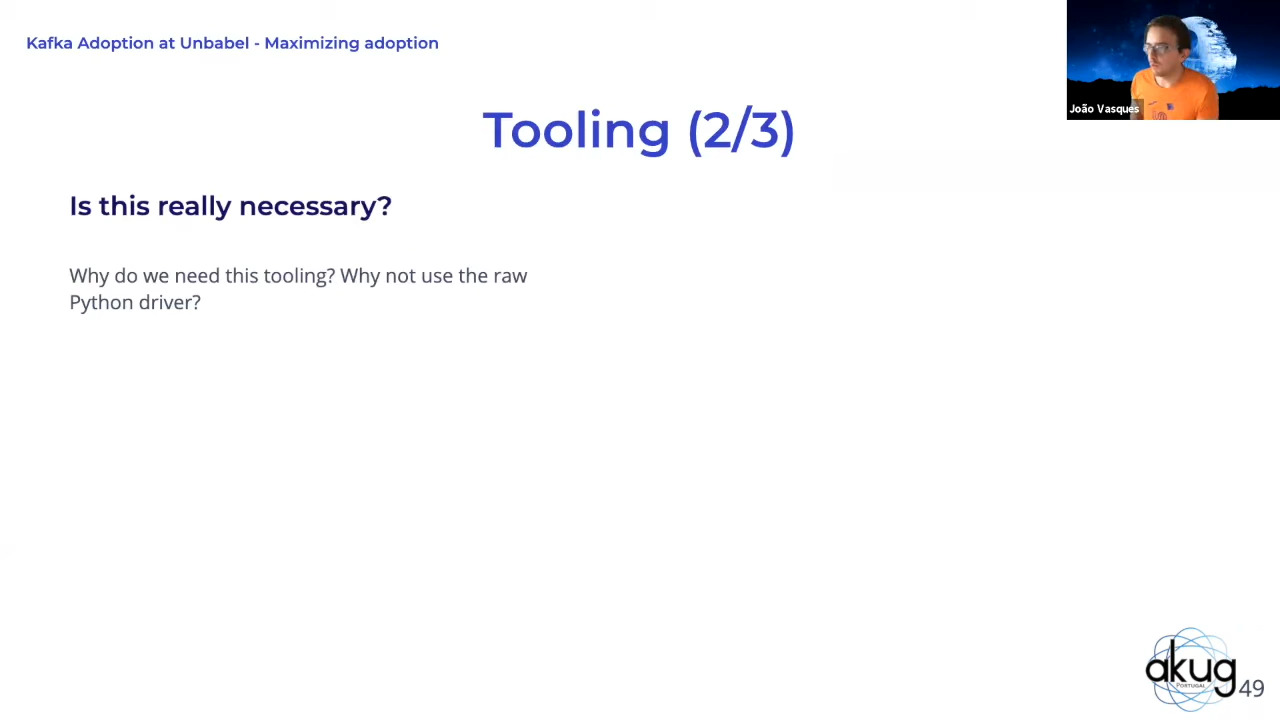 Kafka Adoption at Unbabel - Maximizing adoption
João Vasques
Tooling (2/3)
Is this really necessary?
Why do we need this tooling? Why not use the raw
Python driver?
akug
PORTUGAL
49